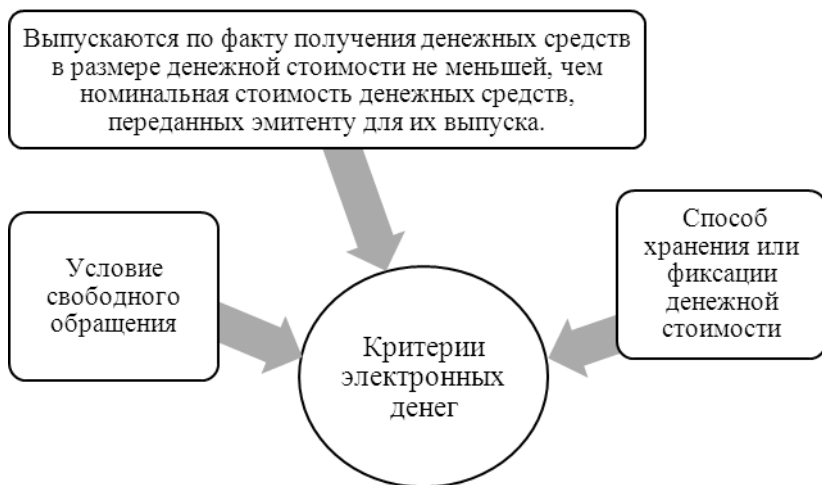 Выпускаются по факту получения денежных средств
в размере денежной стоимости не меньшей, чем
номинальная стоимость денежных средств,
переданных эмитенту для их выпуска.
Условие
свободного
обращения
Способ
хранения или
фиксации
денежной
стоимости
Критерии
электронных
денег